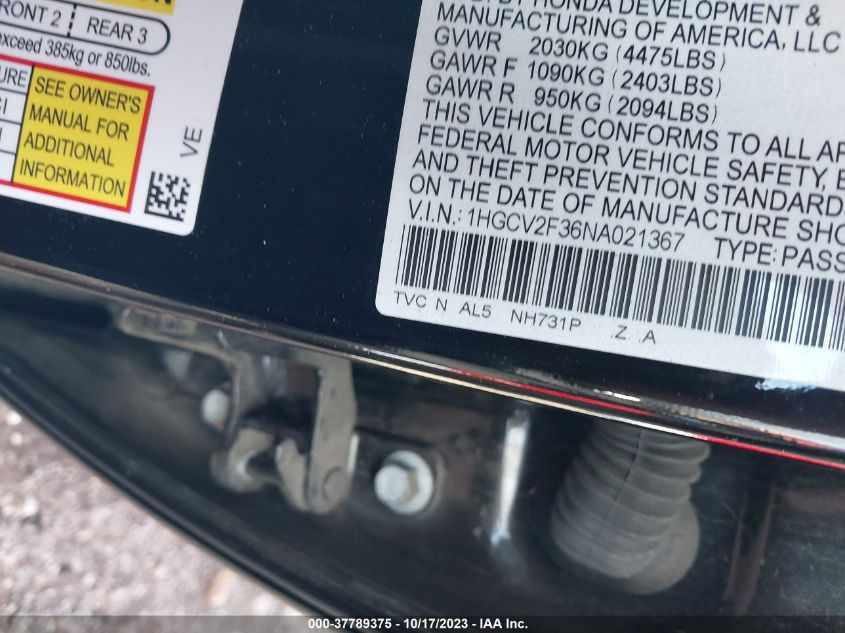 FRONT 2 REAR 3
exceed 385kg or 850lbs.
SEE OWNER'S
MANUAL FOR
ADDITIONAL
INFORMATION
VE
HONDA DEVELOPMENT &
MANUFACTURING OF AMERICA, LLC
GVWR 2030KG (4475LBS)
GAWR F 1090KG (2403LBS)
GAWR R 950KG (2094LBS)
THIS VEHICLE CONFORMS TO ALL AP
FEDERAL MOTOR VEHICLE SAFETY, B
AND THEFT PREVENTION STANDARD
ON THE DATE OF MANUFACTURE SHO
V.I.N.: 1HGCV2F36NA021367 TYPE: PASS
TVC N AL5 NH731P Z A
000-37789375 - 10/17/2023 - IAA Inc.